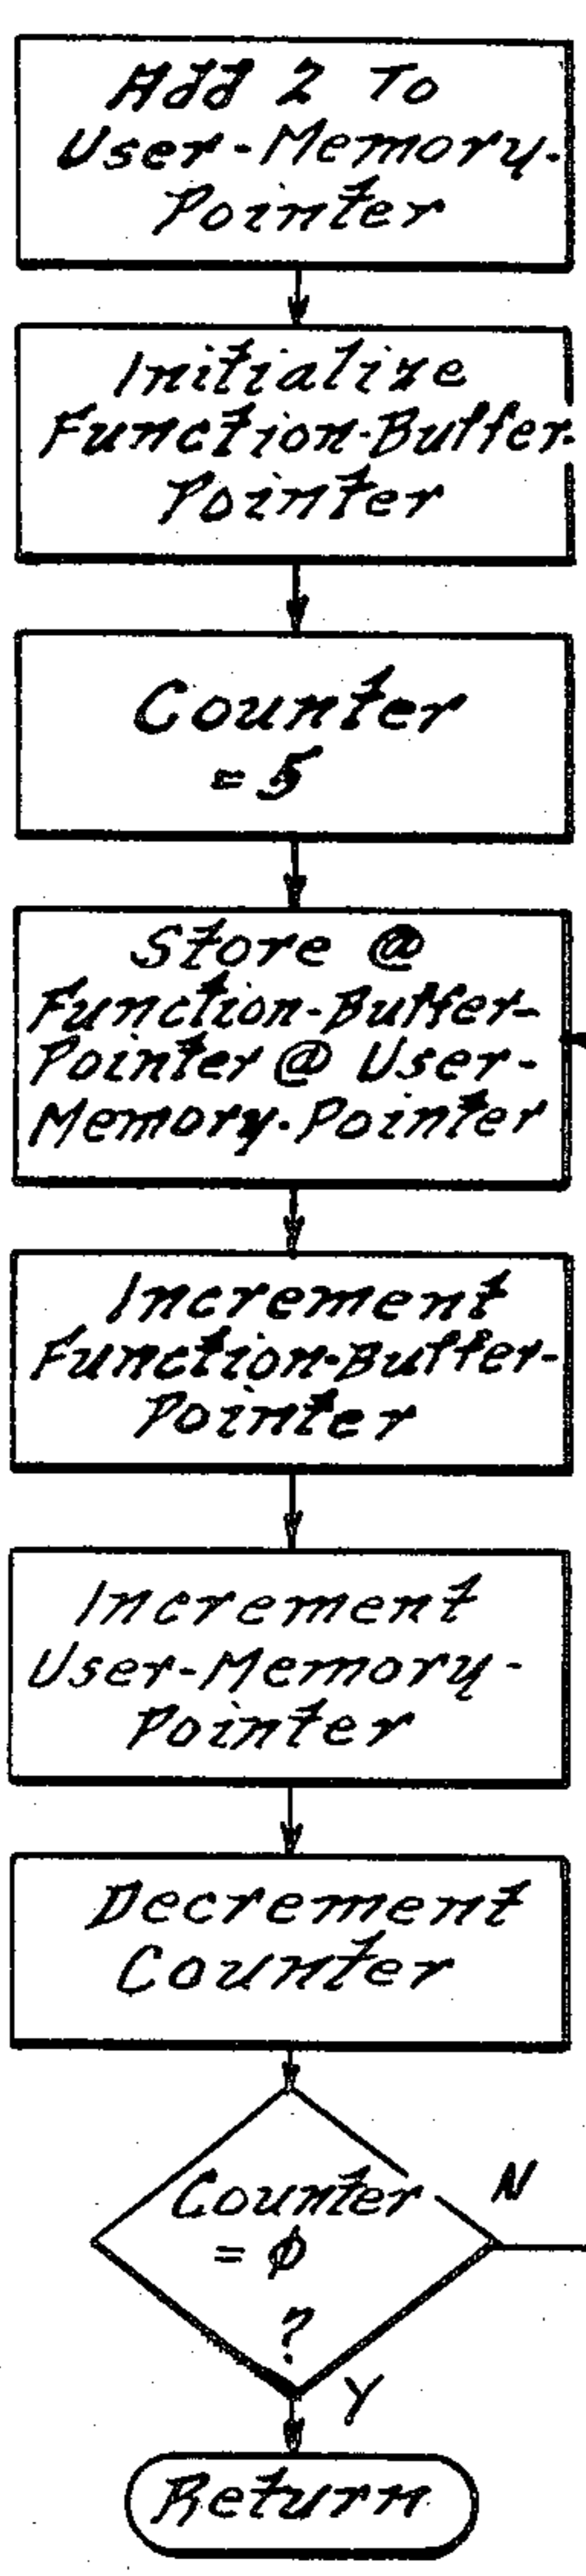 Add 2 To
User-Memory-
Pointer
Initialize
Function-Buffer-
Pointer
Counter
= 5
Store @
Function-Buffer-
Pointer @ User-
Memory-Pointer
Increment
Function-Buffer-
Pointer
Increment
User-Memory-
Pointer
Decrement
Counter
Counter
= ϕ
?
N
Y
Return